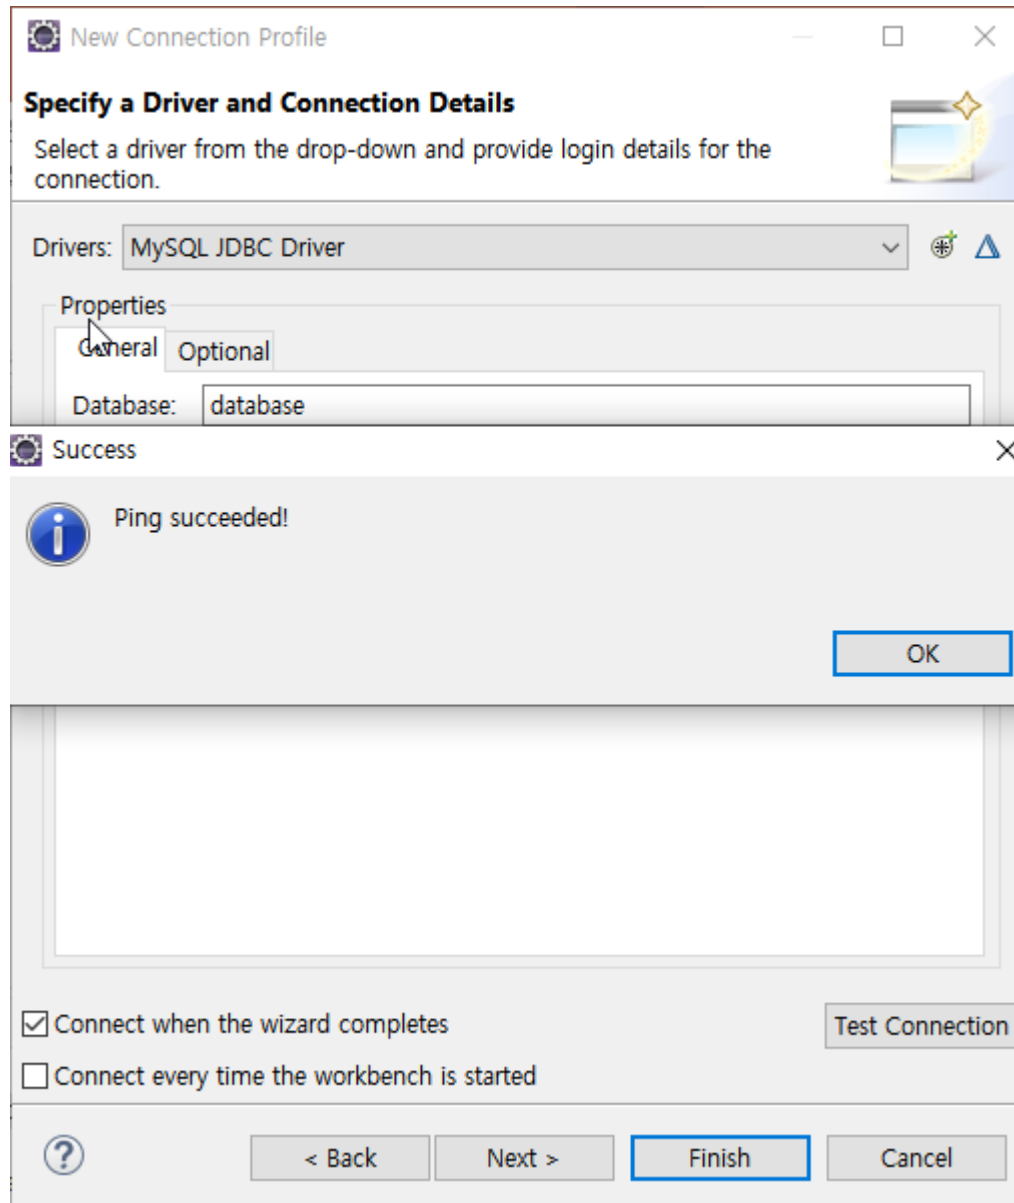 New Connection Profile
Specify a Driver and Connection Details
Select a driver from the drop-down and provide login details for the
connection.
Drivers: MySQL JDBC Driver
Properties
General Optional
Database: database
Success
Ping succeeded!
OK
Connect when the wizard completes
Test Connection
Connect every time the workbench is started
< Back Next > Finish Cancel